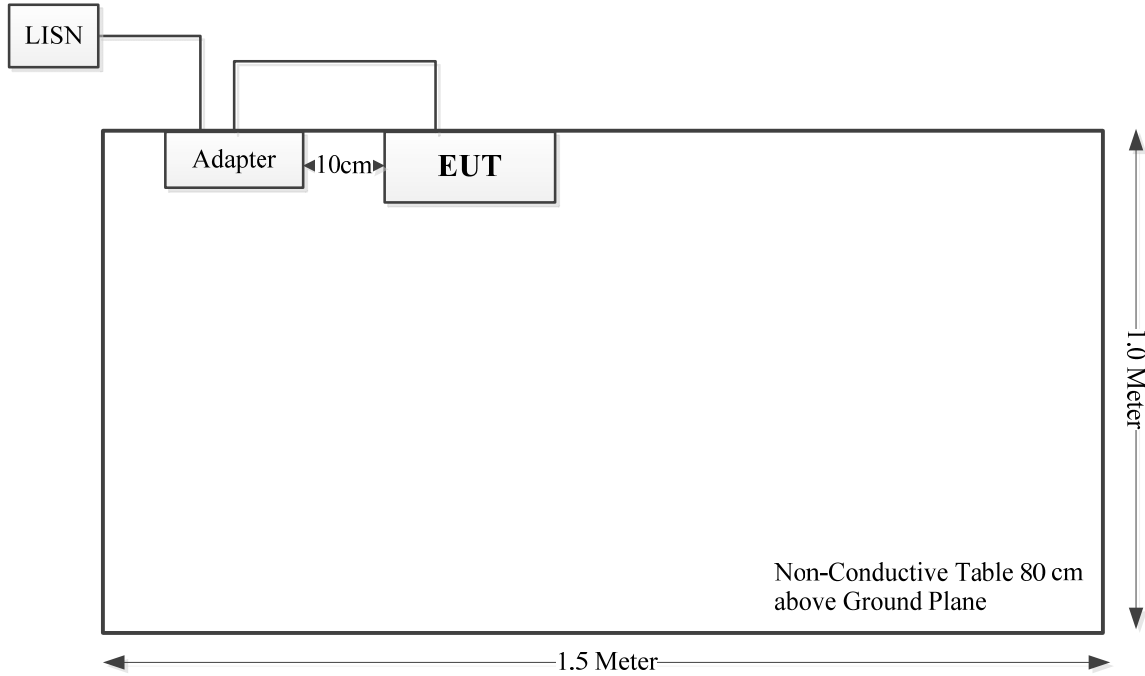 LISN
Adapter
10cm
EUT
1.0 Meter
Non-Conductive Table 80 cm
above Ground Plane
1.5 Meter